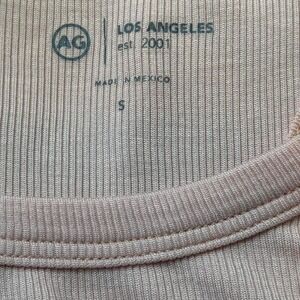 AG LOS ANGELES
est. 2001
MADE IN MEXICO
S